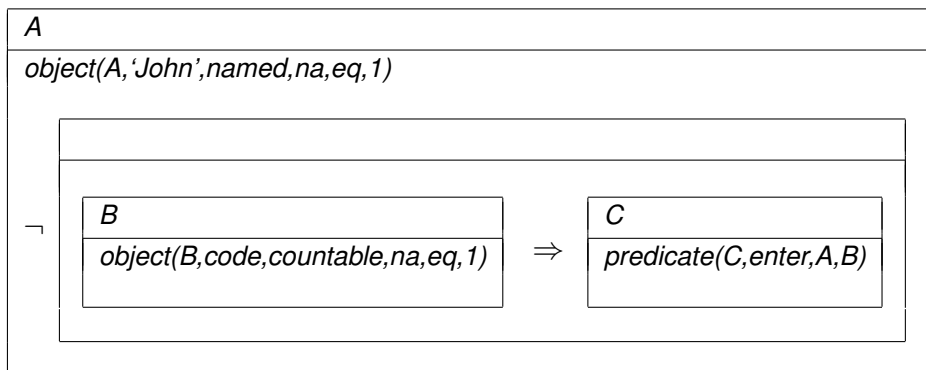 A
object(A,‘John’,named,na,eq,1)
¬
B
object(B,code,countable,na,eq,1)
⇒
C
predicate(C,enter,A,B)